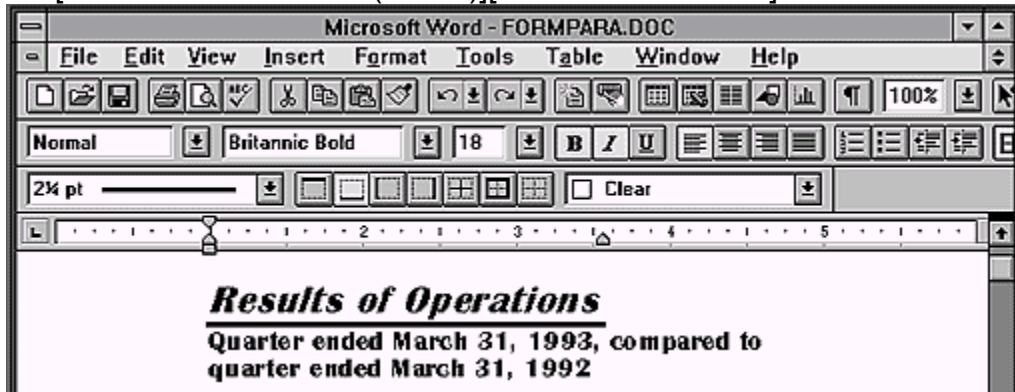 Microsoft Word - FORMPARA.DOC
File Edit View Insert Format Tools Table Window Help
100%
Normal Britannic Bold 18 B I U
2¼ pt Clear
1 2 3 4 5
Results of Operations
Quarter ended March 31, 1993, compared to
quarter ended March 31, 1992